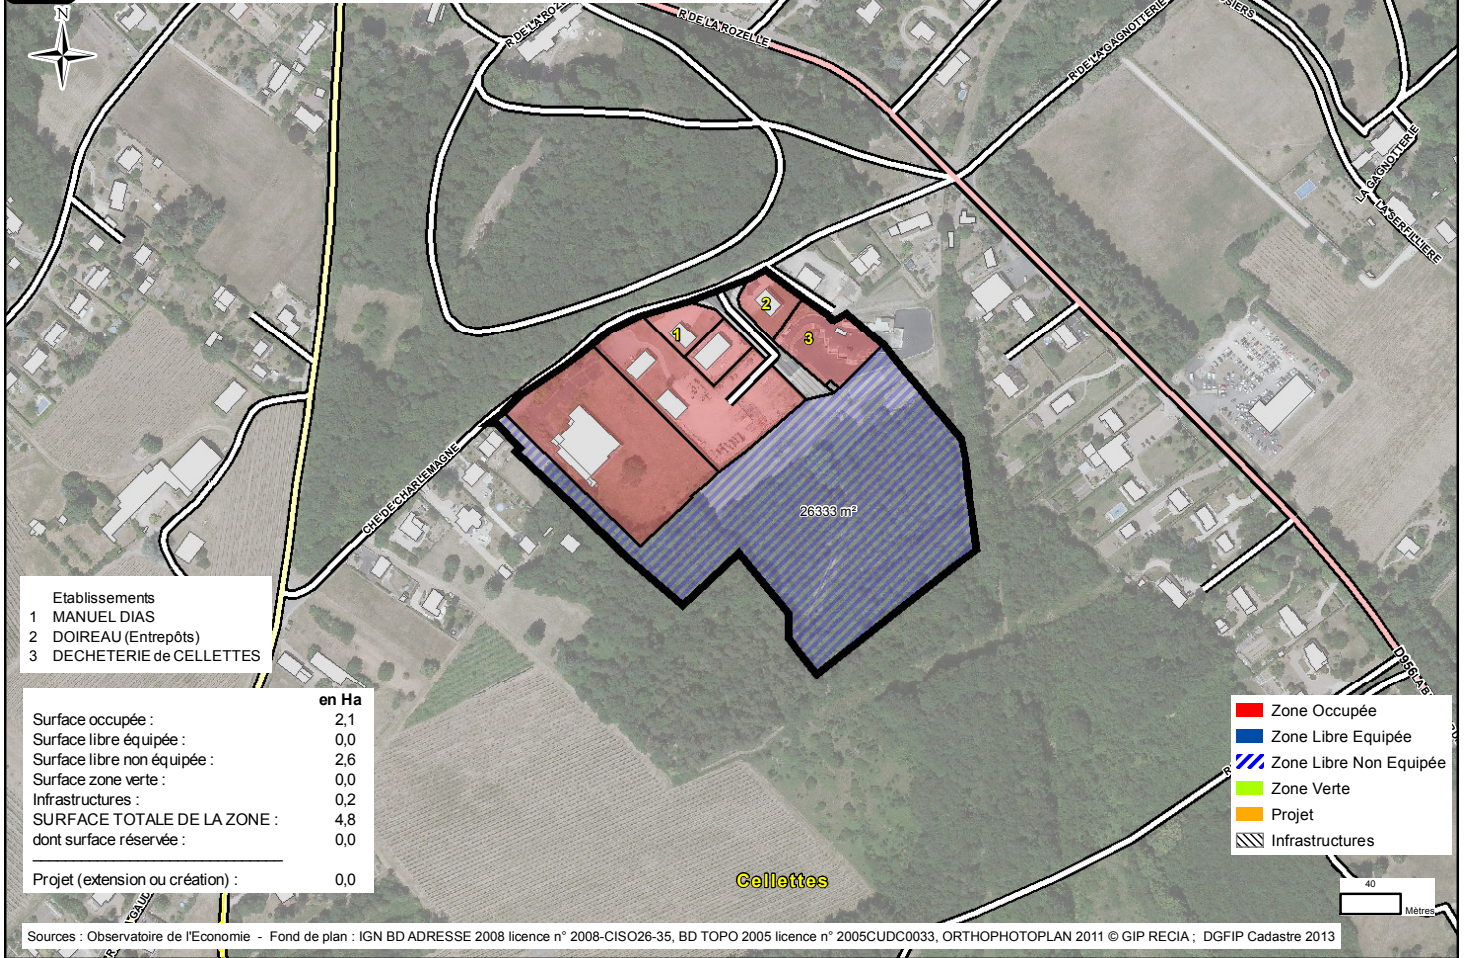 N
R DE LA ROZELLE
R DE LA GAGNOTTERIE
LA GAGNOTTERIE
LA SERFILLIERE
2
1
3
CHE DE CHARLEMAGNE
26333 m²
Etablissements
1 MANUEL DIAS
2 DOIREAU (Entrepôts)
3 DECHETERIE de CELLETTES
en Ha
Surface occupée : 2,1
Surface libre équipée : 0,0
Surface libre non équipée : 2,6
Surface zone verte : 0,0
Infrastructures : 0,2
SURFACE TOTALE DE LA ZONE : 4,8
dont surface réservée : 0,0
Projet (extension ou création) : 0,0
D956
Zone Occupée
Zone Libre Equipée
Zone Libre Non Equipée
Zone Verte
Projet
Infrastructures
Cellettes
40
Mètres
Sources : Observatoire de l'Economie - Fond de plan : IGN BD ADRESSE 2008 licence n° 2008-CISO26-35, BD TOPO 2005 licence n° 2005CUDC0033, ORTHOPHOTOPLAN 2011 © GIP RECIA ; DGFIP Cadastre 2013